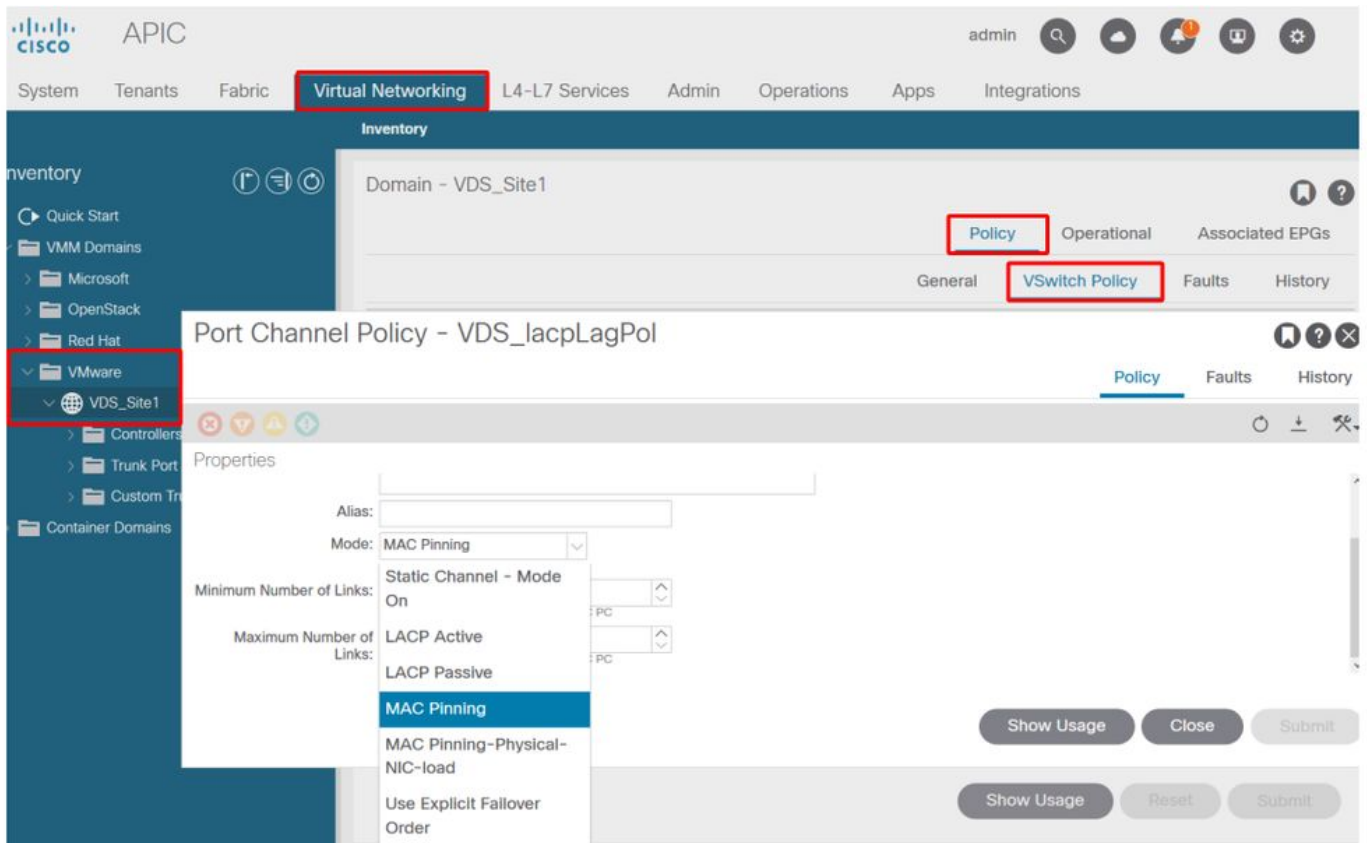 CISCO
APIC
admin
1
System Tenants Fabric Virtual Networking L4-L7 Services Admin Operations Apps Integrations
Inventory
nventory
Quick Start
VMM Domains
Microsoft
OpenStack
Red Hat
VMware
VDS_Site1
Controllers
Trunk Port
Custom Tr
Container Domains
Domain - VDS_Site1
Policy Operational Associated EPGs
General VSwitch Policy Faults History
Port Channel Policy - VDS_lacpLagPol
Policy Faults History
Properties
Alias:
Mode: MAC Pinning
Minimum Number of Links:
PC
Maximum Number of
Links:
PC
Static Channel - Mode
On
LACP Active
LACP Passive
MAC Pinning
MAC Pinning-Physical-
NIC-load
Use Explicit Failover
Order
Show Usage Close Submit
Show Usage Reset Submit